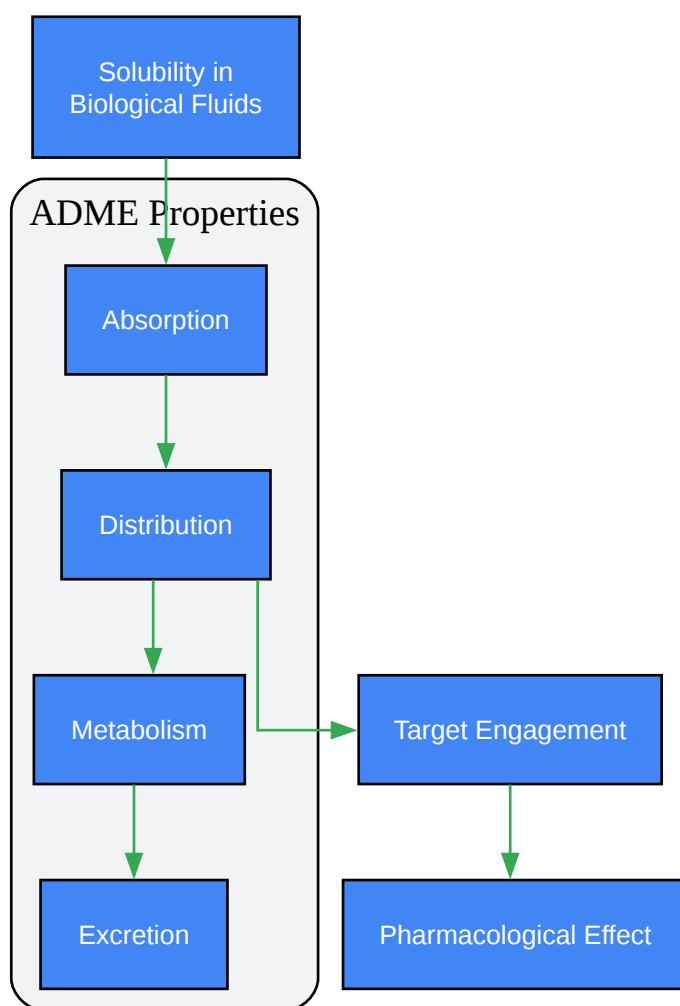 Solubility in
Biological Fluids
ADME Properties
Absorption
Distribution
Metabolism
Target Engagement
Excretion
Pharmacological Effect